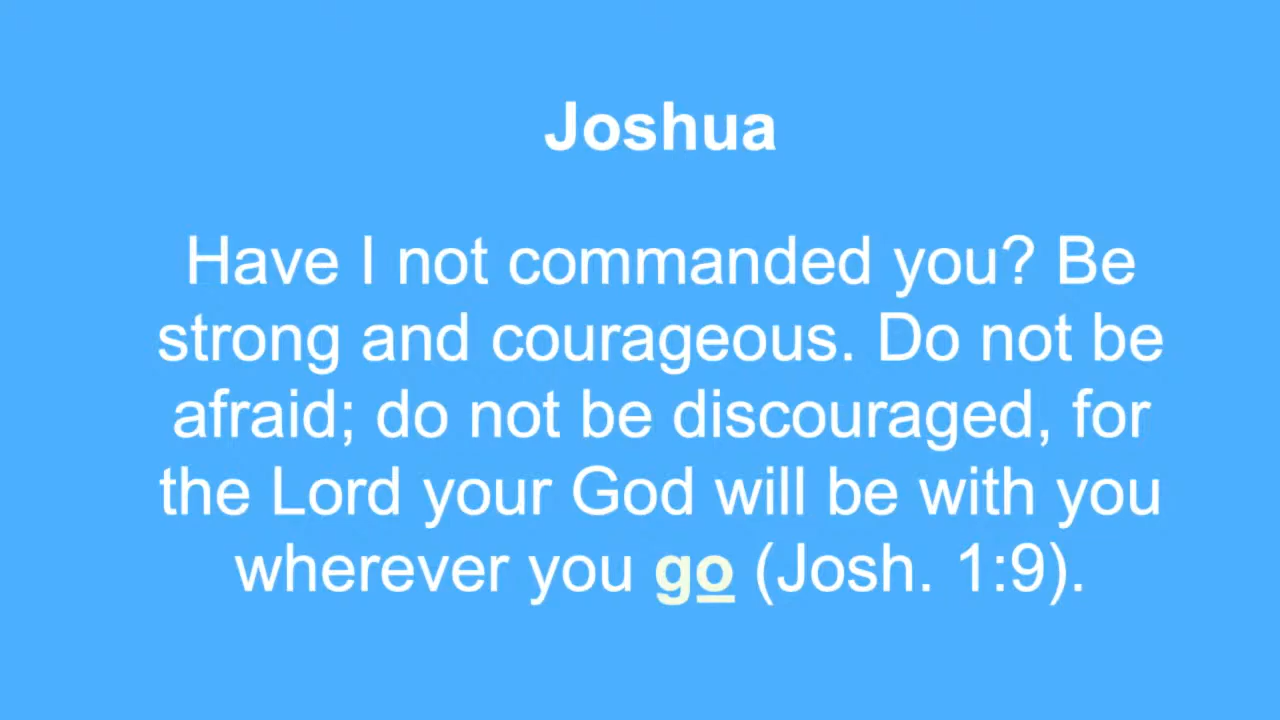 Joshua
Have I not commanded you? Be
strong and courageous. Do not be
afraid; do not be discouraged, for
the Lord your God will be with you
wherever you go (Josh. 1:9).